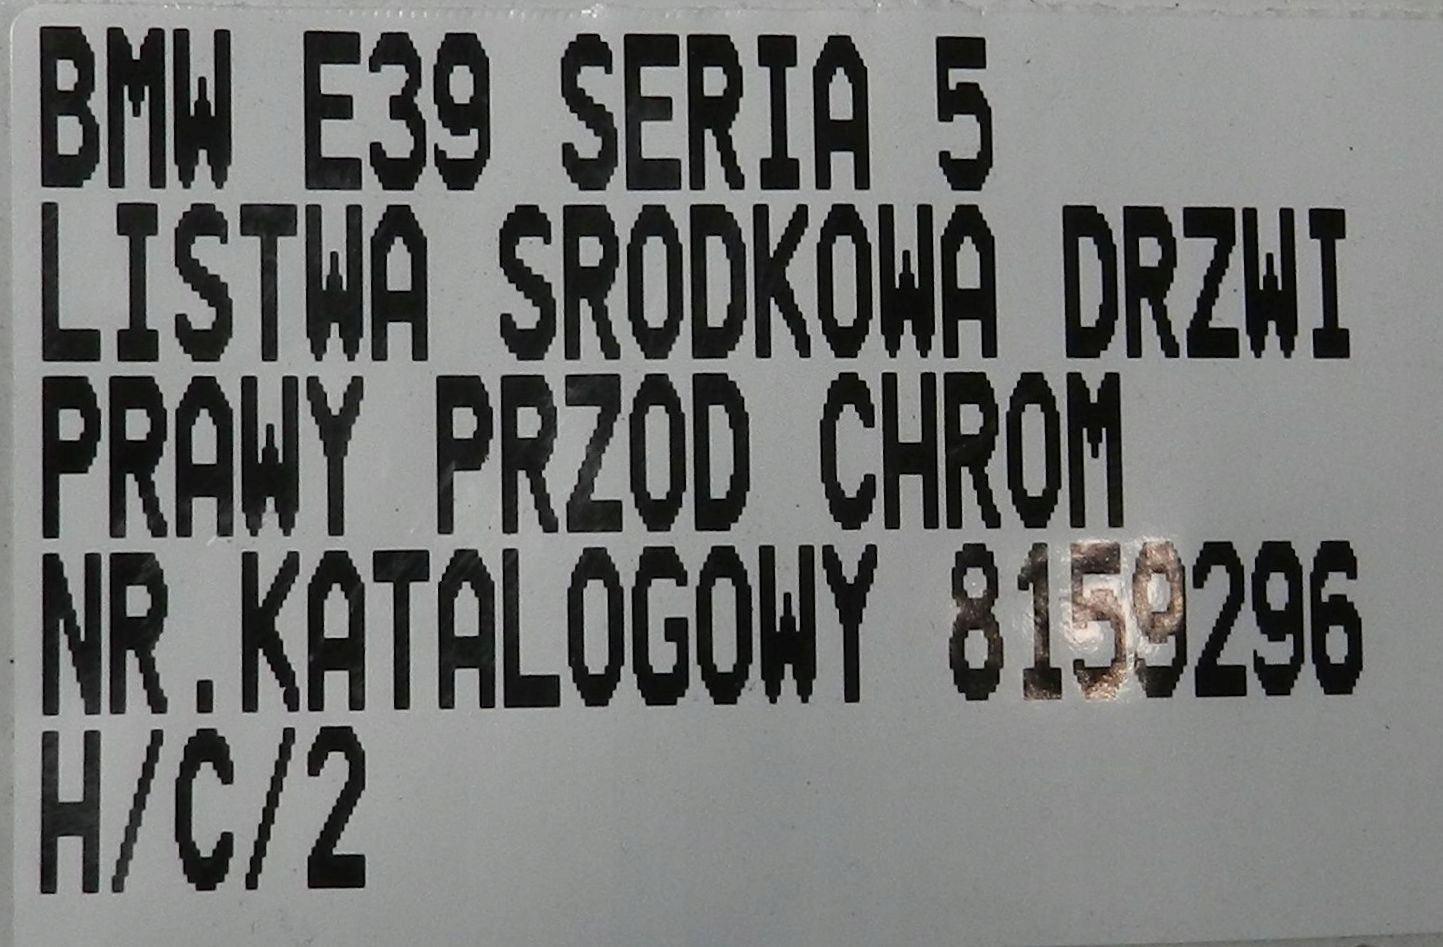 BMW E39 SERIA 5
LISTWA SRODKOWA DRZWI
PRAWY PRZOD CHROM
NR.KATALOGOWY 8159296
H/C/2